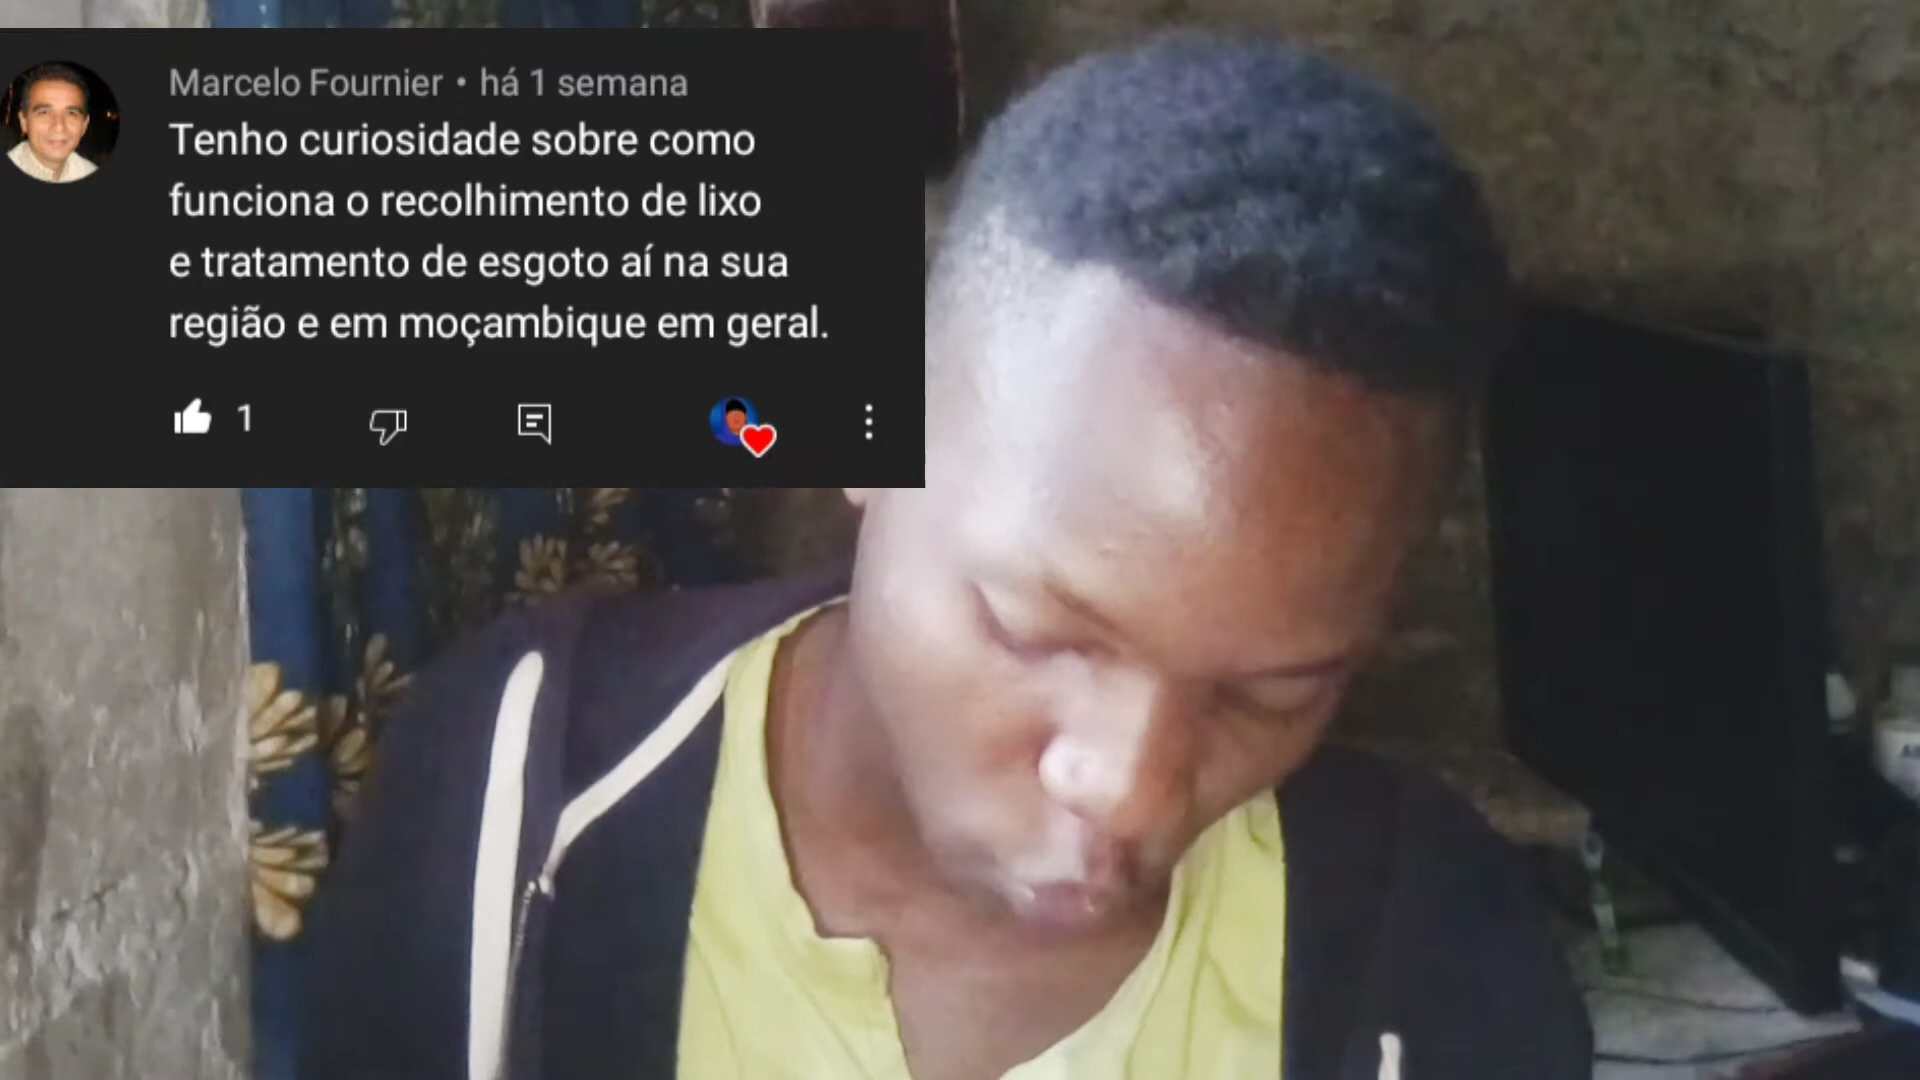 Marcelo Fournier • há 1 semana
Tenho curiosidade sobre como
funciona o recolhimento de lixo
e tratamento de esgoto aí na sua
região e em moçambique em geral.
1